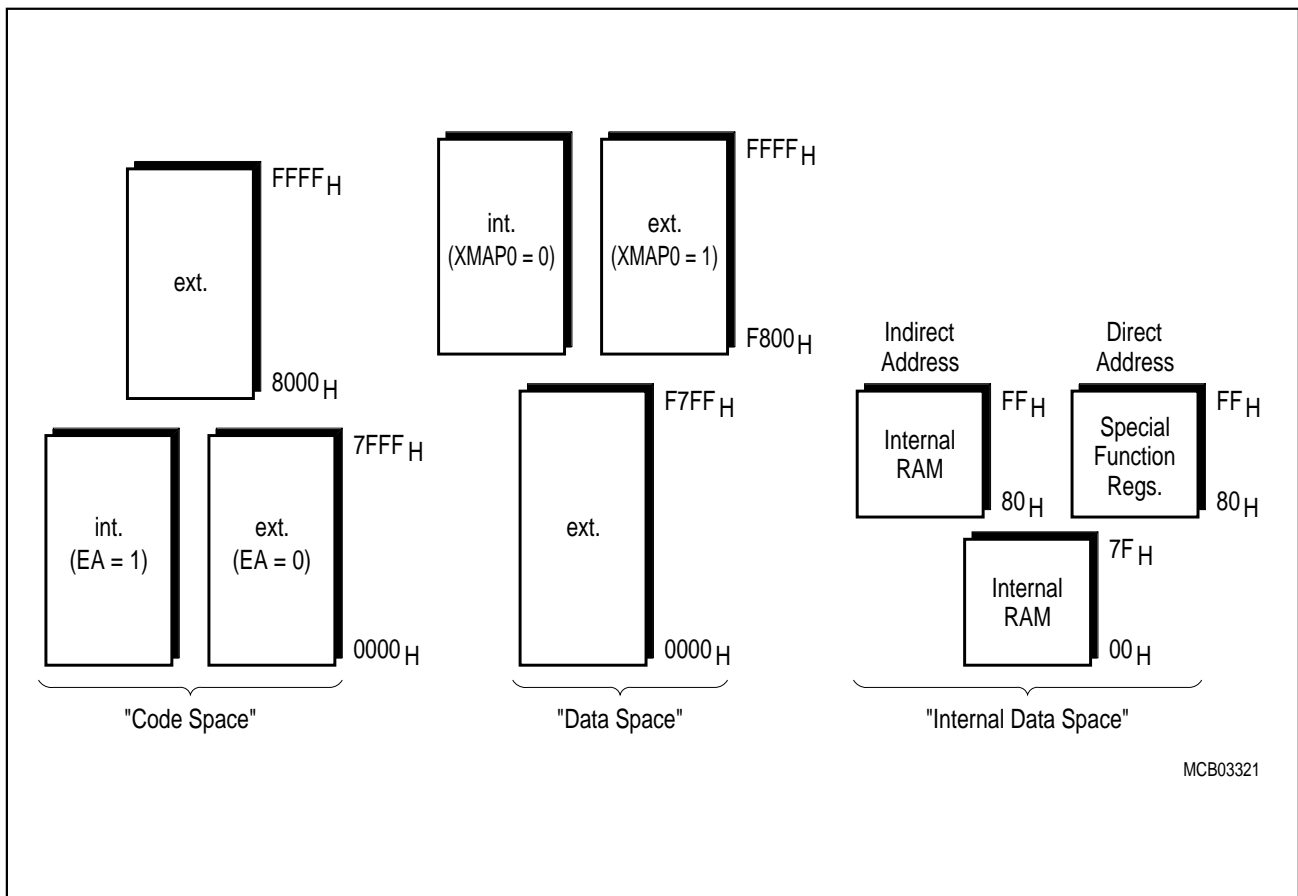 FFFF H
ext.
8000 H
int.
(EA = 1)
ext.
(EA = 0)
7FFF H
0000 H
"Code Space"
int.
(XMAP0 = 0)
ext.
(XMAP0 = 1)
FFFF H
F800 H
F7FF H
ext.
0000 H
"Data Space"
Indirect
Address
Direct
Address
Internal
RAM
FF H
80 H
Special
Function
Regs.
FF H
80 H
Internal
RAM
7F H
00 H
"Internal Data Space"
MCB03321